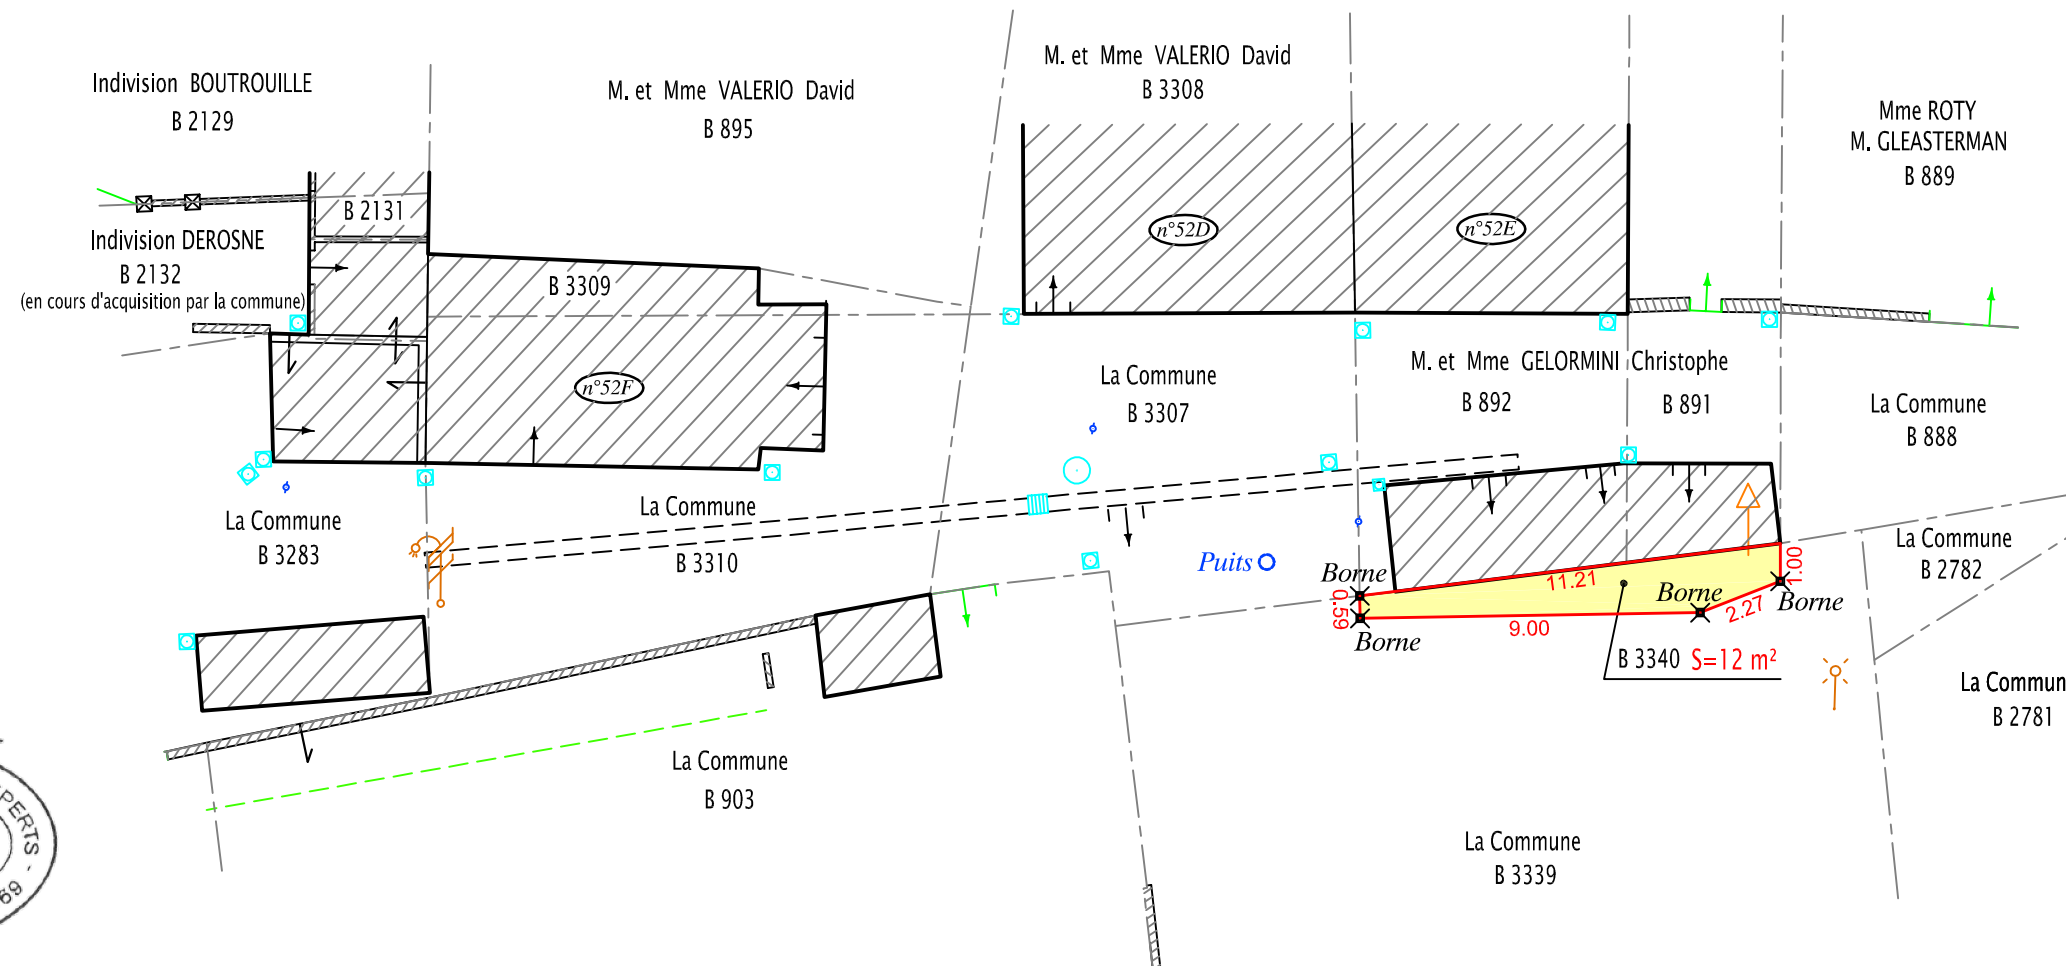 Indivision BOUTROUILLE
B 2129
M. et Mme VALERIO David
B 895
M. et Mme VALERIO David
B 3308
Mme ROTY
M. GLEASTERMAN
B 889
B 2131
Indivision DEROSNE
B 2132
(en cours d'acquisition par la commune)
B 3309
n°52D
n°52E
n°52F
La Commune
B 3307
M. et Mme GELORMINI Christophe
B 892
B 891
La Commune
B 888
La Commune
B 3283
La Commune
B 3310
Puits
La Commune
B 2782
Borne
11.21
Borne
1.00
Borne
0.59
2.27
9.00
Borne
B 3340 S=12 m²
La Commun
B 2781
La Commune
B 903
La Commune
B 3339
PERTS -
69